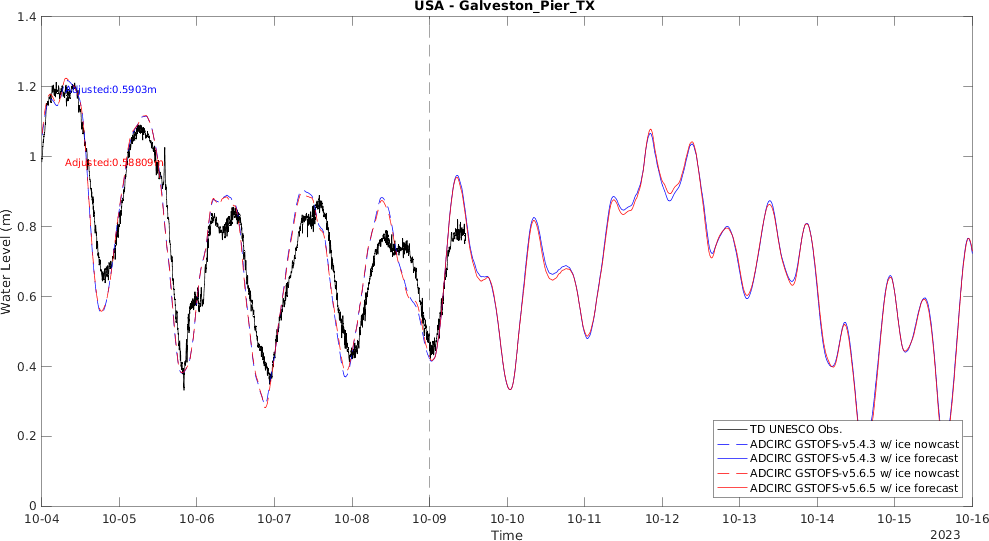 USA - Galveston_Pier_TX
1.4
1.2
1
0.8
0.6
0.4
0.2
0
Water Level (m)
Adjusted:0.5903m
Adjusted:0.58809m
TD UNESCO Obs.
ADCIRC GSTOFS-v5.4.3 w/ ice nowcast
ADCIRC GSTOFS-v5.4.3 w/ ice forecast
ADCIRC GSTOFS-v5.6.5 w/ ice nowcast
ADCIRC GSTOFS-v5.6.5 w/ ice forecast
10-04 10-05 10-06 10-07 10-08 10-09 10-10 10-11 10-12 10-13 10-14 10-15 10-16
Time
2023